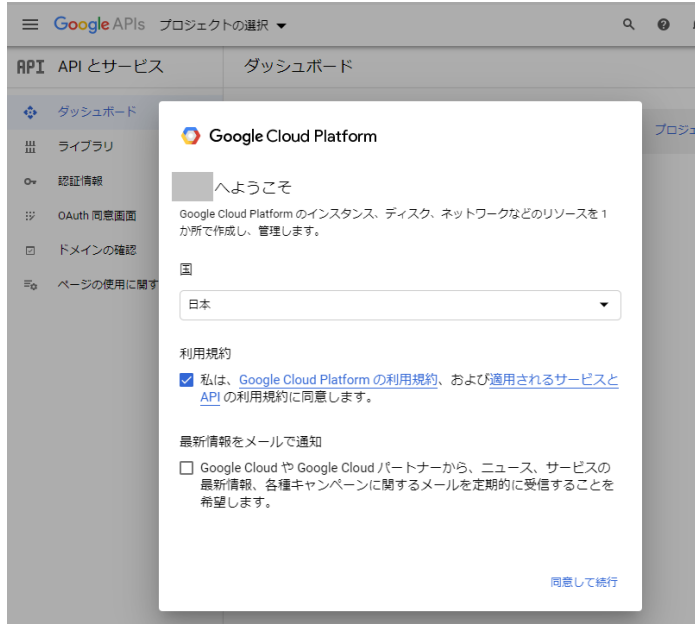 Google APIs プロジェクトの選択
API APIとサービス
ダッシュボード
ダッシュボード
ライブラリ
認証情報
OAuth 同意画面
ドメインの確認
ページの使用に関す
プロジェ
Google Cloud Platform
へようこそ
Google Cloud Platform のインスタンス、ディスク、ネットワークなどのリソースを 1
か所で作成し、管理します。
国
日本
利用規約
私は、Google Cloud Platform の利用規約、および適用されるサービスと
API の利用規約に同意します。
最新情報をメールで通知
Google Cloud や Google Cloud パートナーから、ニュース、サービスの
最新情報、各種キャンペーンに関するメールを定期的に受信することを
希望します。
同意して続行